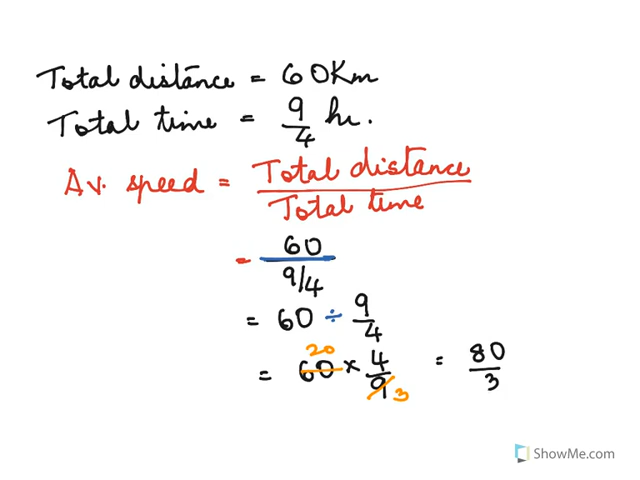 Total distance = 60Km
Total time = 9/4 hr.
Av. speed = Total distance / Total time
= 60 / 9/4
= 60 ÷ 9/4
= 60 20 × 4/9 3 = 80/3
ShowMe.com